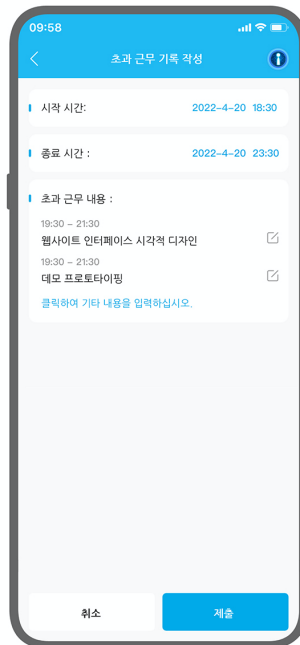 09:58
초과 근무 기록 작성
시작 시간:
2022-4-20 18:30
종료 시간 :
2022-4-20 23:30
초과 근무 내용 :
19:30 - 21:30
웹사이트 인터페이스 시각적 디자인
19:30 - 21:30
데모 프로토타이핑
클릭하여 기타 내용을 입력하십시오.
취소
제출